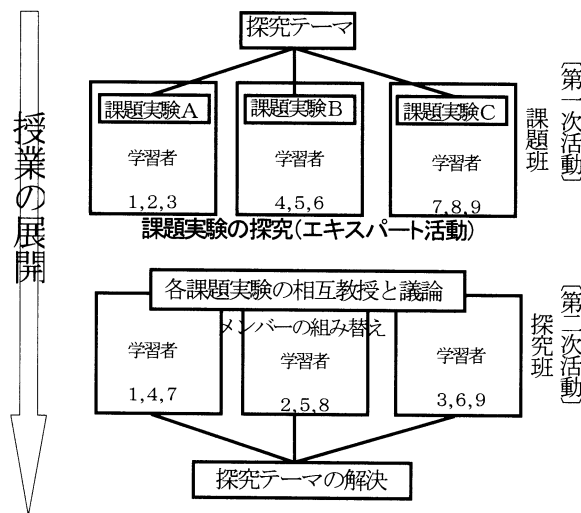 探究テーマ
課題実験A
課題実験B
課題実験C
学習者
学習者
学習者
1,2,3
4,5,6
7,8,9
課題実験の探究(エキスパート活動)
課題班
〔第一次活動〕
授業の展開
各課題実験の相互教授と議論
メンバーの組み替え
学習者
学習者
学習者
1,4,7
2,5,8
3,6,9
探究班
〔第二次活動〕
探究テーマの解決